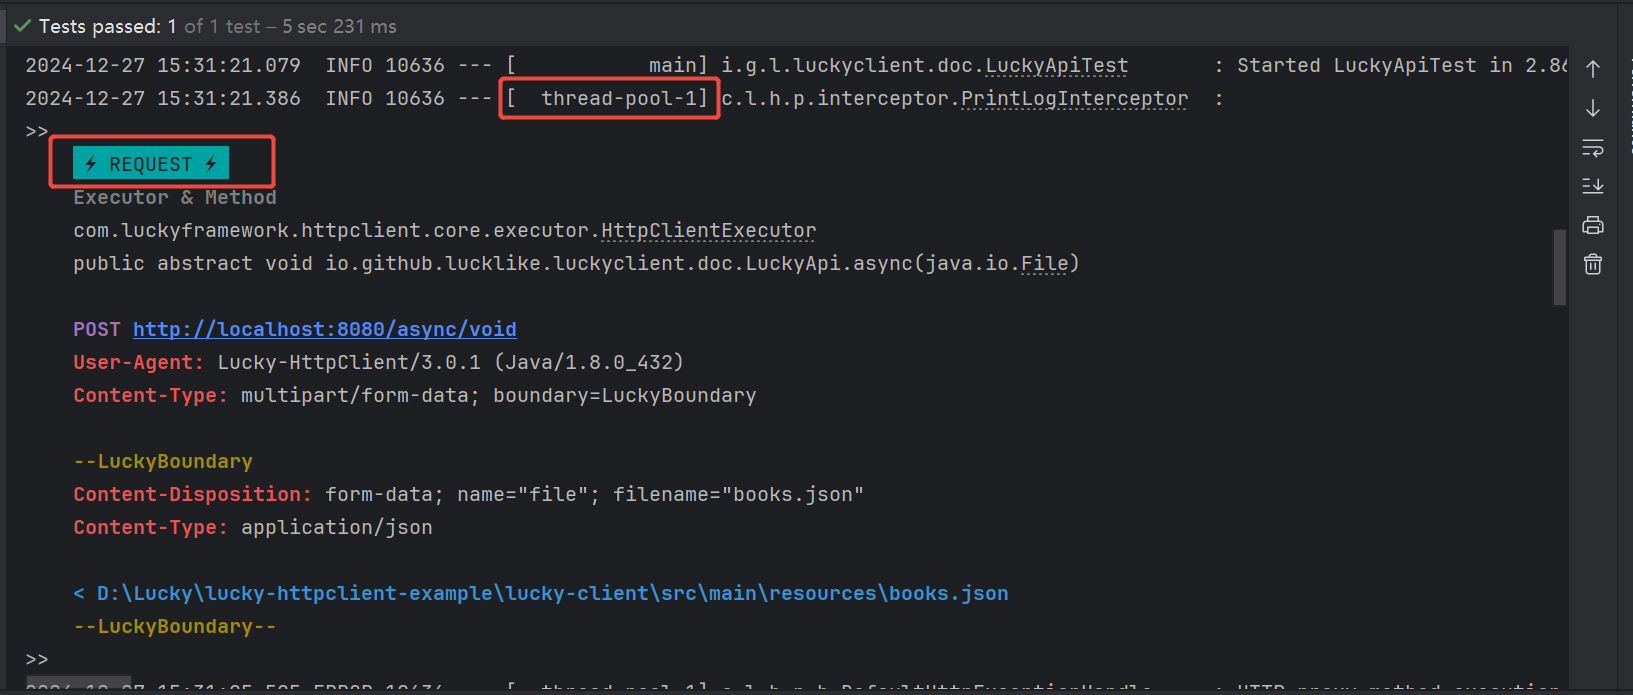 Tests passed: 1 of 1 test – 5 sec 231 ms
2024-12-27 15:31:21.079  INFO 10636 --- [           main] i.g.l.luckyclient.doc.LuckyApiTest       : Started LuckyApiTest in 2.86
2024-12-27 15:31:21.386  INFO 10636 --- [  thread-pool-1] c.l.h.p.interceptor.PrintLogInterceptor  :
>>
⚡ REQUEST ⚡
Executor & Method
com.luckyframework.httpclient.core.executor.HttpClientExecutor
public abstract void io.github.lucklike.luckyclient.doc.LuckyApi.async(java.io.File)
POST http://localhost:8080/async/void
User-Agent: Lucky-HttpClient/3.0.1 (Java/1.8.0_432)
Content-Type: multipart/form-data; boundary=LuckyBoundary
--LuckyBoundary
Content-Disposition: form-data; name="file"; filename="books.json"
Content-Type: application/json
< D:\Lucky\lucky-httpclient-example\lucky-client\src\main\resources\books.json
--LuckyBoundary--
>>